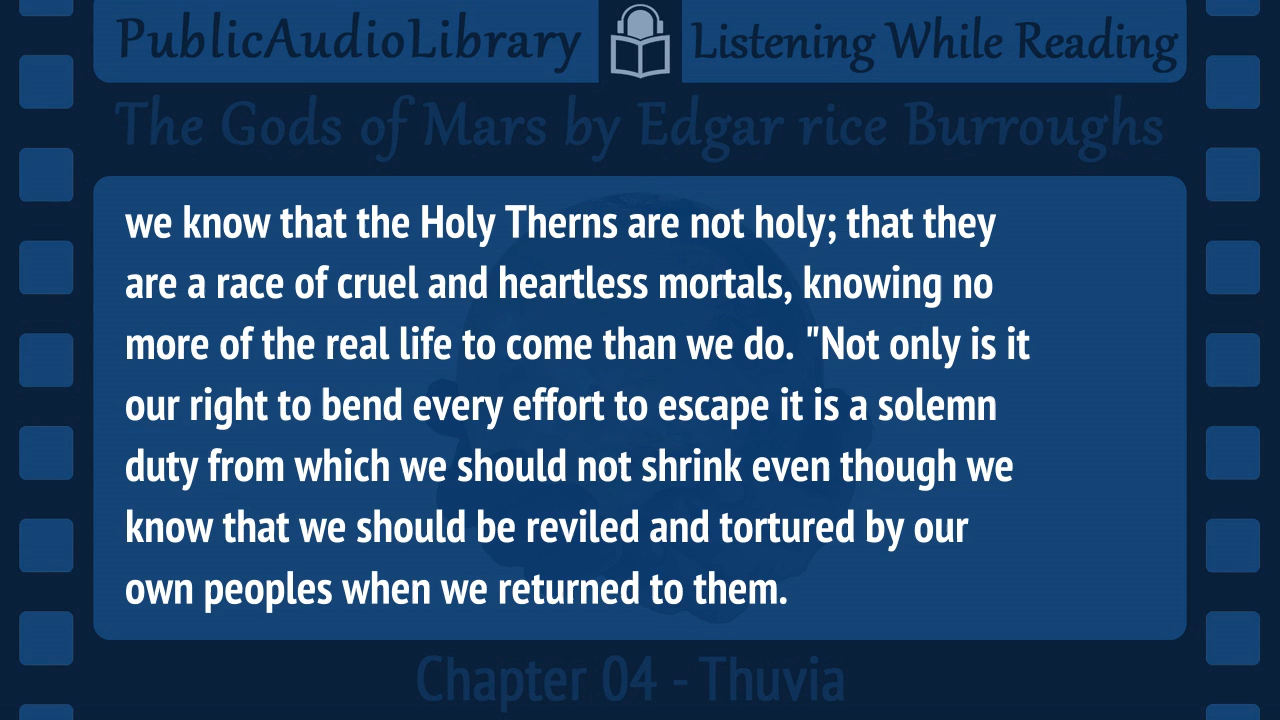 PublicAudioLibrary Listening While Reading
The Gods of Mars by Edgar rice Burroughs
we know that the Holy Therns are not holy; that they
are a race of cruel and heartless mortals, knowing no
more of the real life to come than we do. "Not only is it
our right to bend every effort to escape it is a solemn
duty from which we should not shrink even though we
know that we should be reviled and tortured by our
own peoples when we returned to them.
Chapter 04 - Thuvia